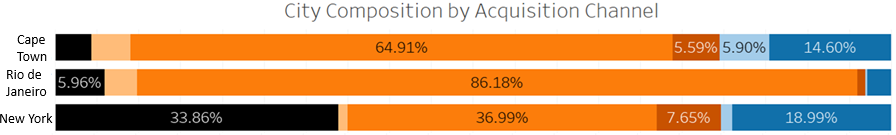 City Composition by Acquisition Channel
Cape
Town
64.91% 5.59% 5.90% 14.60%
Rio de
Janeiro
5.96% 86.18%
New York 33.86% 36.99% 7.65% 18.99%